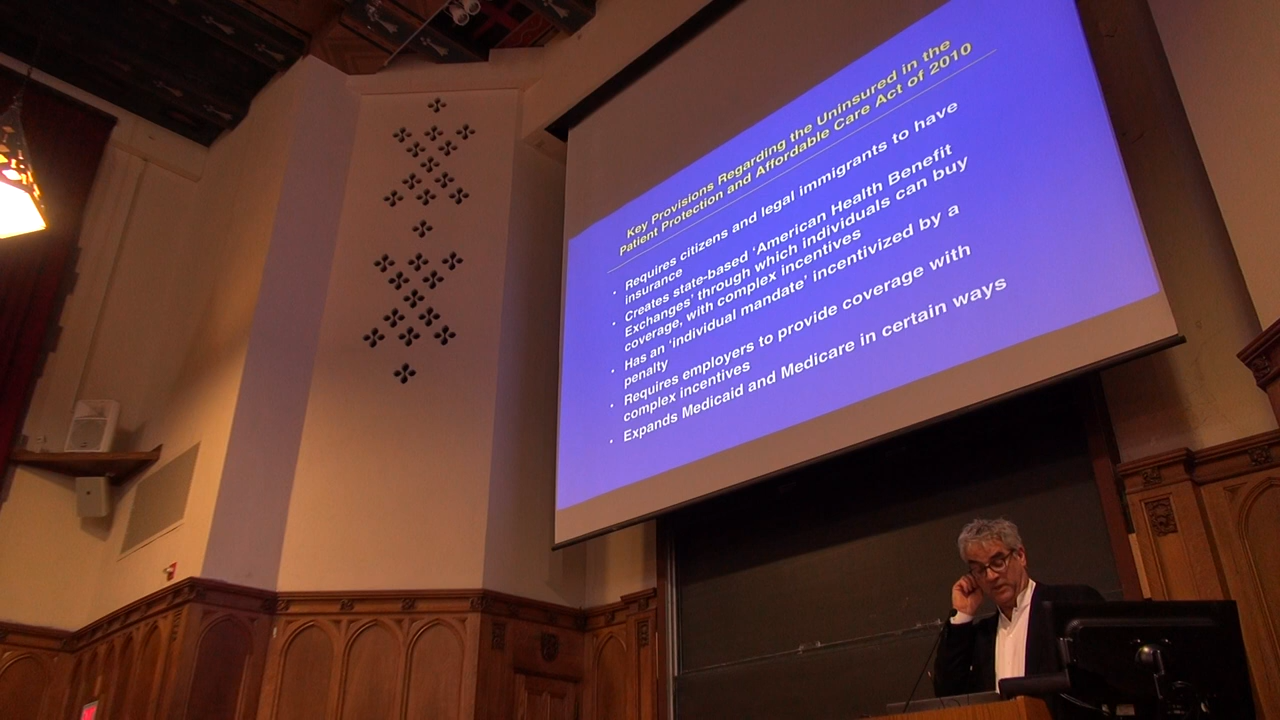 Key Provisions Regarding the Uninsured in the
Patient Protection and Affordable Care Act of 2010
• Requires citizens and legal immigrants to have
insurance
• Creates state-based ‘American Health Benefit
Exchanges’ through which individuals can buy
coverage, with complex incentives
• Has an ‘individual mandate’ incentivized by a
penalty
• Requires employers to provide coverage with
complex incentives
• Expands Medicaid and Medicare in certain ways